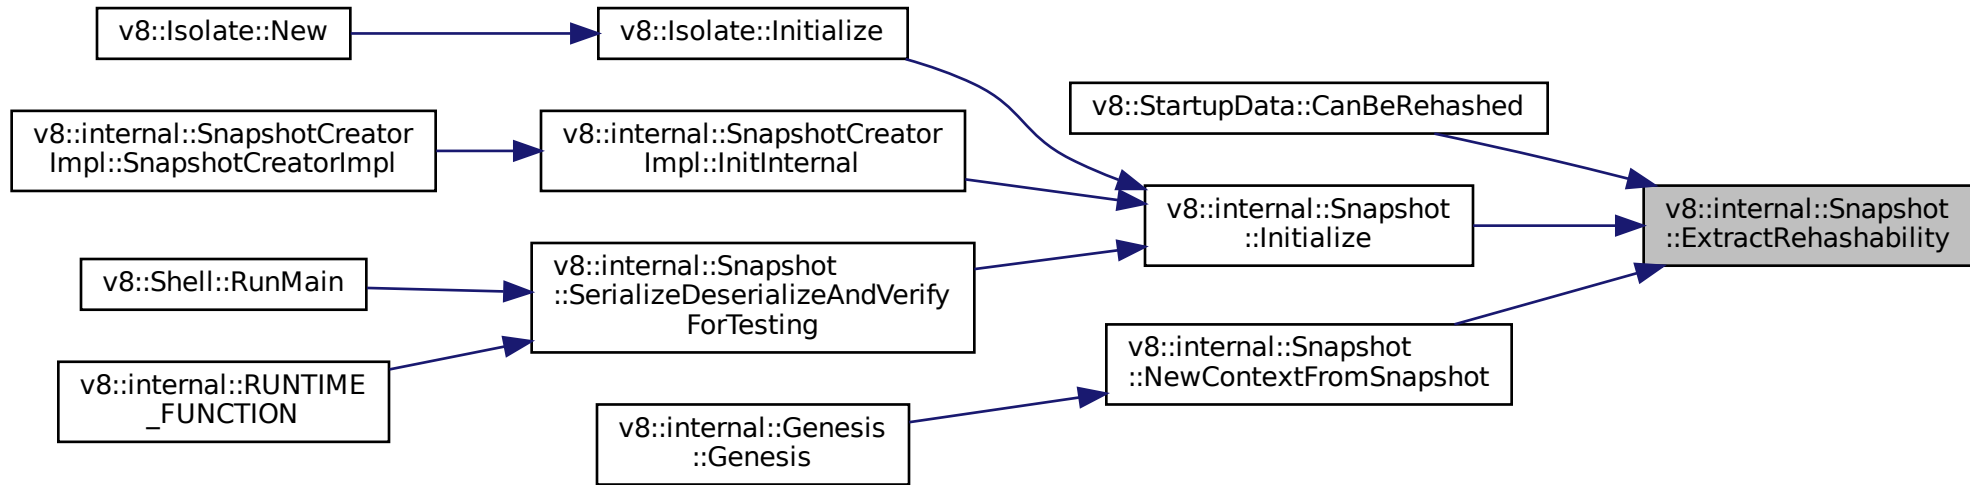 v8::Isolate::New
v8::Isolate::Initialize
v8::StartupData::CanBeRehashed
v8::internal::SnapshotCreator
Impl::SnapshotCreatorImpl
v8::internal::SnapshotCreator
Impl::InitInternal
v8::internal::Snapshot
::Initialize
v8::internal::Snapshot
::ExtractRehashability
v8::Shell::RunMain
v8::internal::Snapshot
::SerializeDeserializeAndVerify
ForTesting
v8::internal::Snapshot
::NewContextFromSnapshot
v8::internal::RUNTIME
_FUNCTION
v8::internal::Genesis
::Genesis